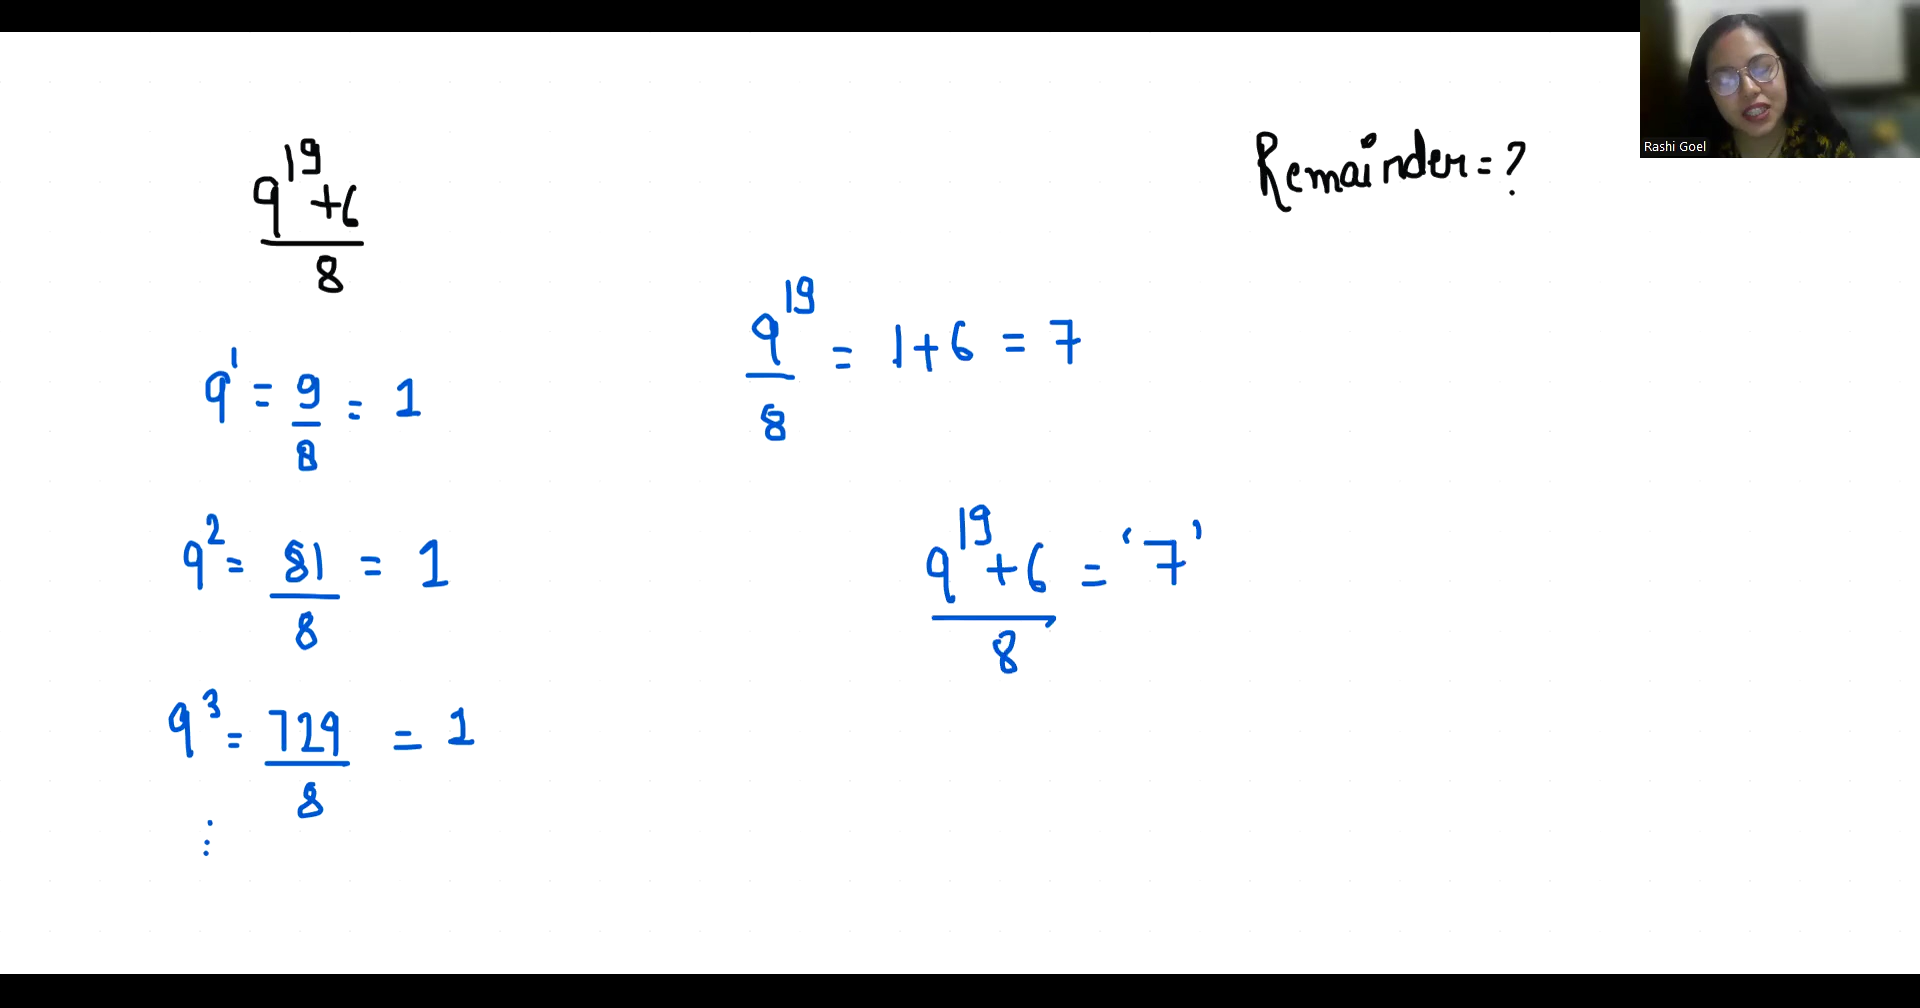 9^19+6
8
Remainder=?
Rashi Goel
9^1 = 9/8 = 1
9^2 = 81/8 = 1
9^3 = 729/8 = 1
⋮
9^19/8 = 1+6 = 7
9^19+6/8 = '7'